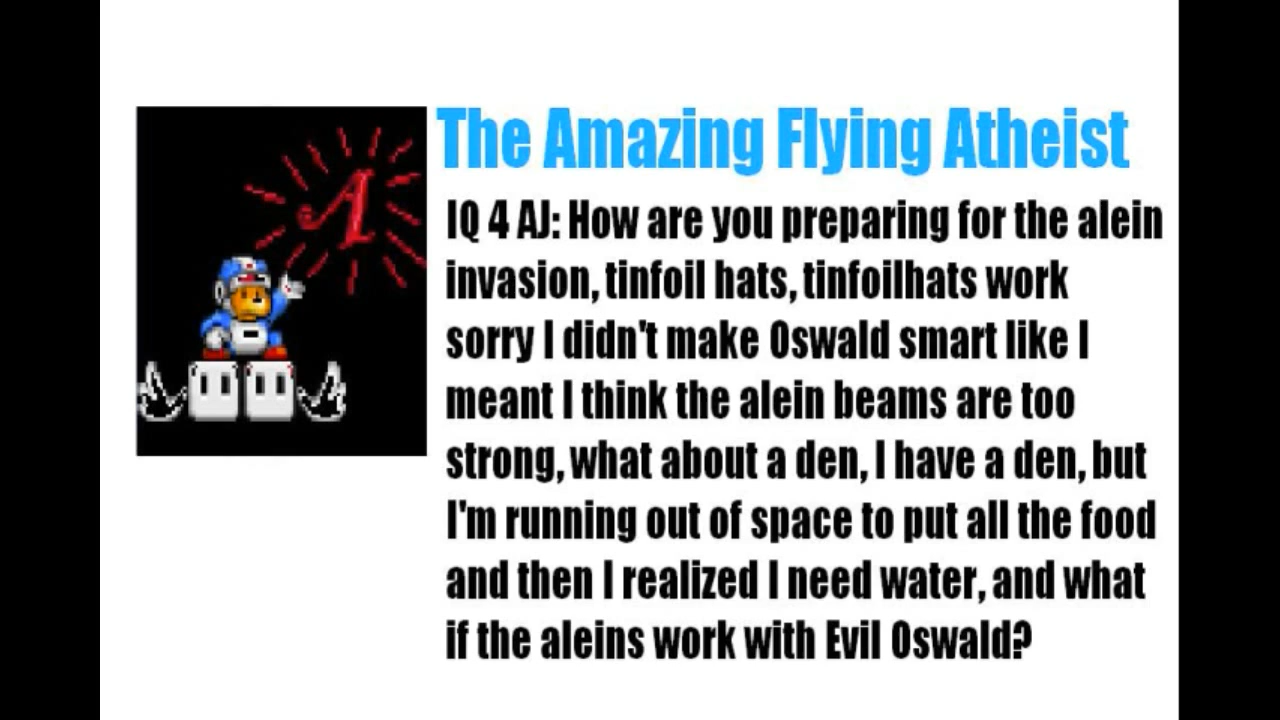 The Amazing Flying Atheist
IQ 4 AJ: How are you preparing for the alein
invasion, tinfoil hats, tinfoilhats work
sorry I didn't make Oswald smart like I
meant I think the alein beams are too
strong, what about a den, I have a den, but
I'm running out of space to put all the food
and then I realized I need water, and what
if the aleins work with Evil Oswald?
A